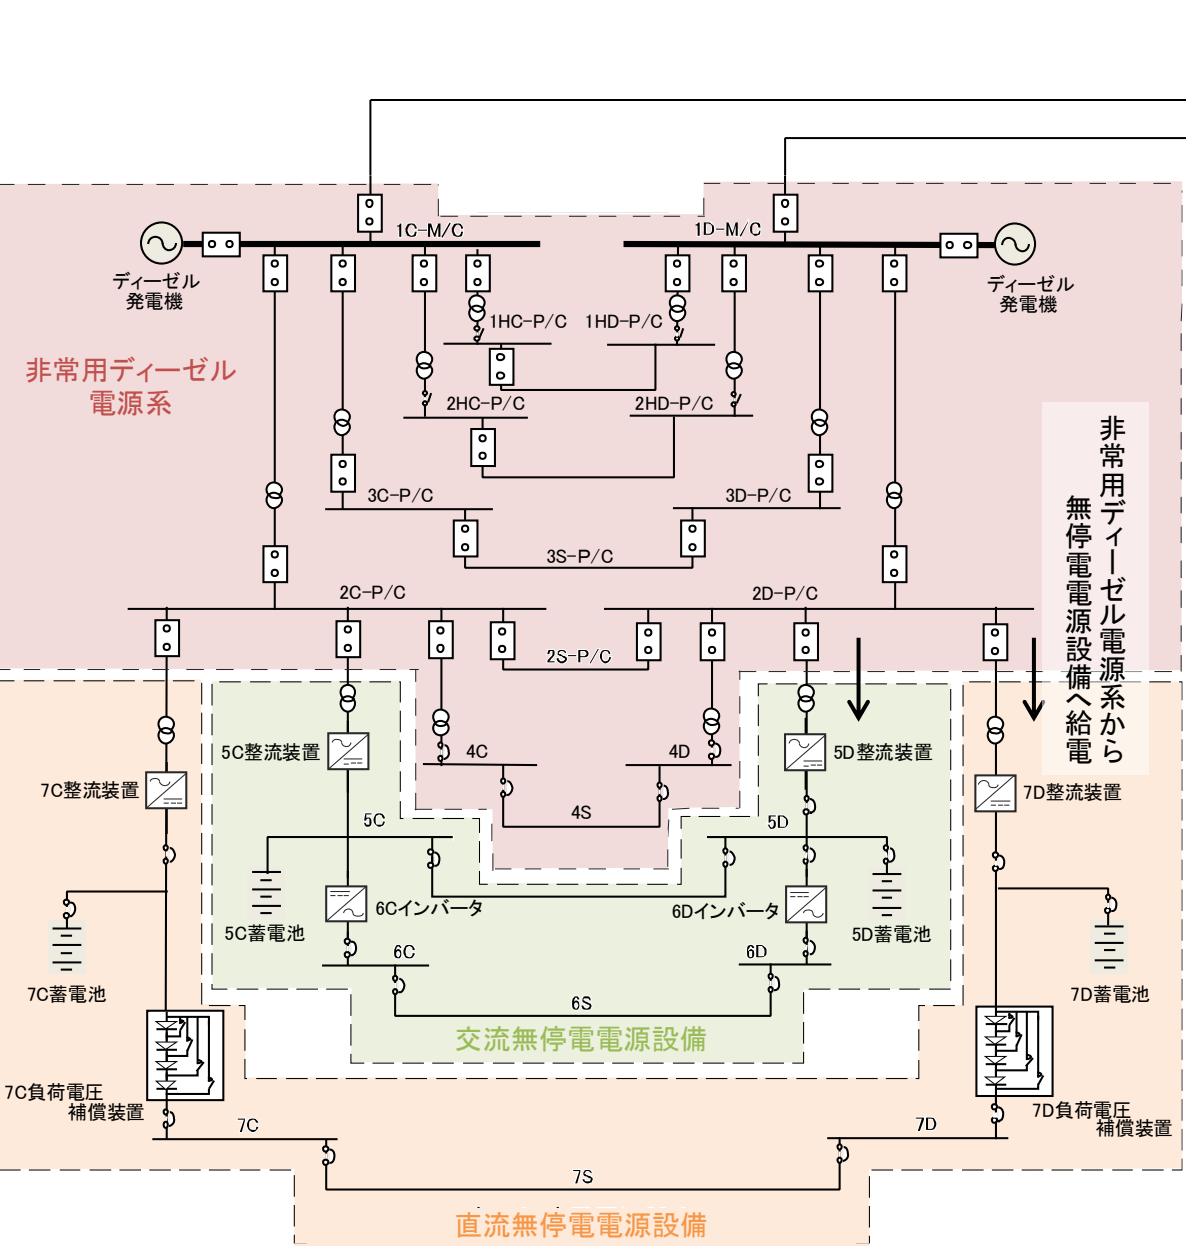 1C-M/C
1D-M/C
ディーゼル
発電機
ディーゼル
発電機
1HC-P/C
1HD-P/C
非常用ディーゼル
電源系
2HC-P/C
2HD-P/C
3C-P/C
3D-P/C
3S-P/C
2C-P/C
2D-P/C
2S-P/C
非常用ディーゼル電源系から
無停電電源設備へ給電
5C整流装置
4C
4D
5D整流装置
7C整流装置
7D整流装置
4S
5C
5D
6Cインバータ
6Dインバータ
5C蓄電池
5D蓄電池
6C
6D
7C蓄電池
7D蓄電池
6S
交流無停電電源設備
7C負荷電圧
補償装置
7D負荷電圧
補償装置
7C
7D
7S
直流無停電電源設備